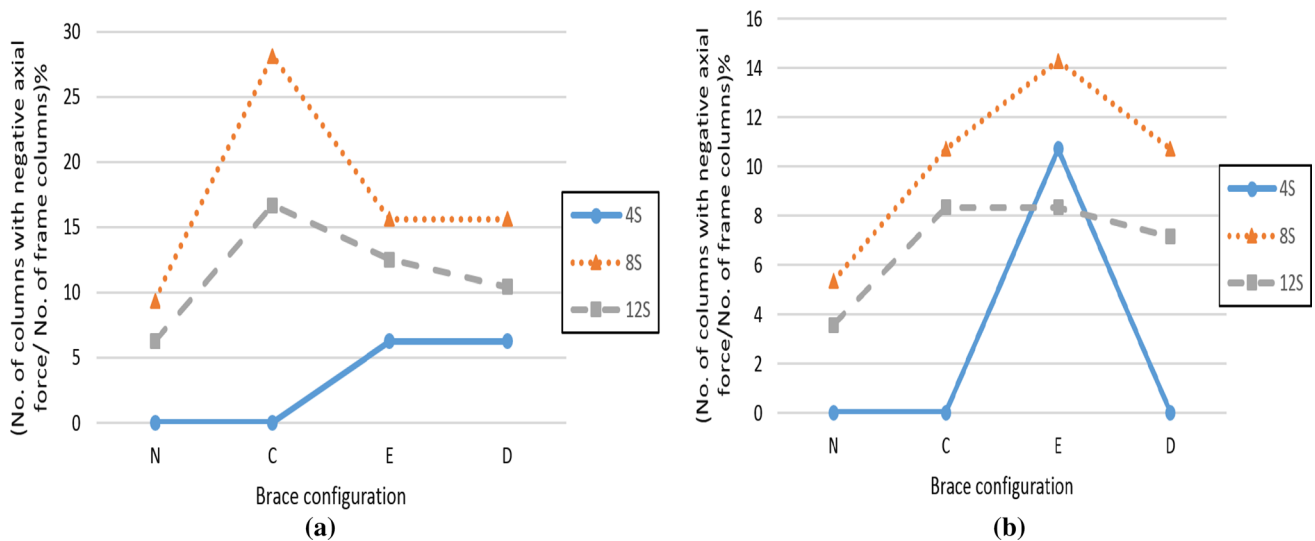 (No. of columns with negative axial
force/ No. of frame columns)%
30
25
20
15
10
5
0
N C E D
Brace configuration
4S
8S
12S
(a)
(No. of columns with negative axial
force/No. of frame columns)%
16
14
12
10
8
6
4
2
0
N C E D
Brace configuration
4S
8S
12S
(b)